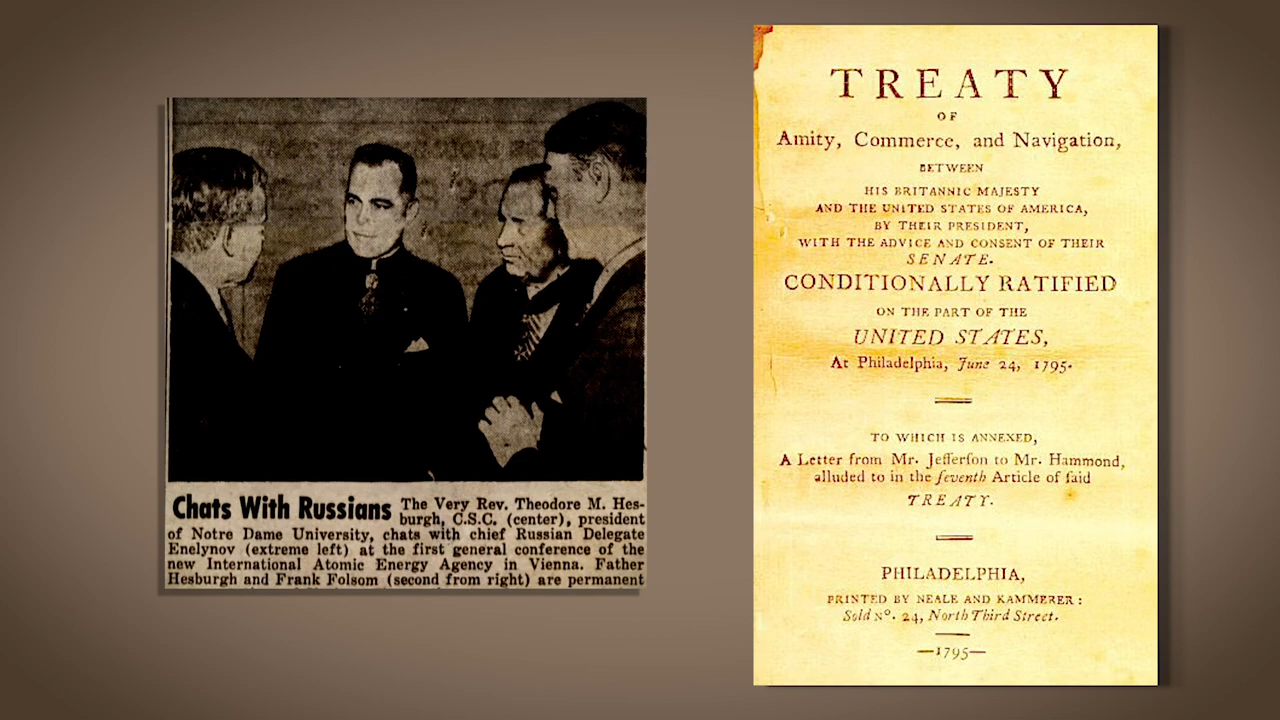 Chats With Russians The Very Rev. Theodore M. Hes-
burgh, C.S.C. (center), president
of Notre Dame University, chats with chief Russian Delegate
Enelynov (extreme left) at the first general conference of the
new International Atomic Energy Agency in Vienna. Father
Hesburgh and Frank Folsom (second from right) are permanent
TREATY
OF
Amity, Commerce, and Navigation,
BETWEEN
HIS BRITANNIC MAJESTY
AND THE UNITED STATES OF AMERICA,
BY THEIR PRESIDENT,
WITH THE ADVICE AND CONSENT OF THEIR
SENATE.
CONDITIONALLY RATIFIED
ON THE PART OF THE
UNITED STATES,
At Philadelphia, June 24, 1795.
TO WHICH IS ANNEXED,
A Letter from Mr. Jefferſon to Mr. Hammond,
alluded to in the ſeventh Article of ſaid
TREATY.
PHILADELPHIA,
PRINTED BY NEALE AND KAMMERER:
Sold N°. 24, North Third Street.
—1795—